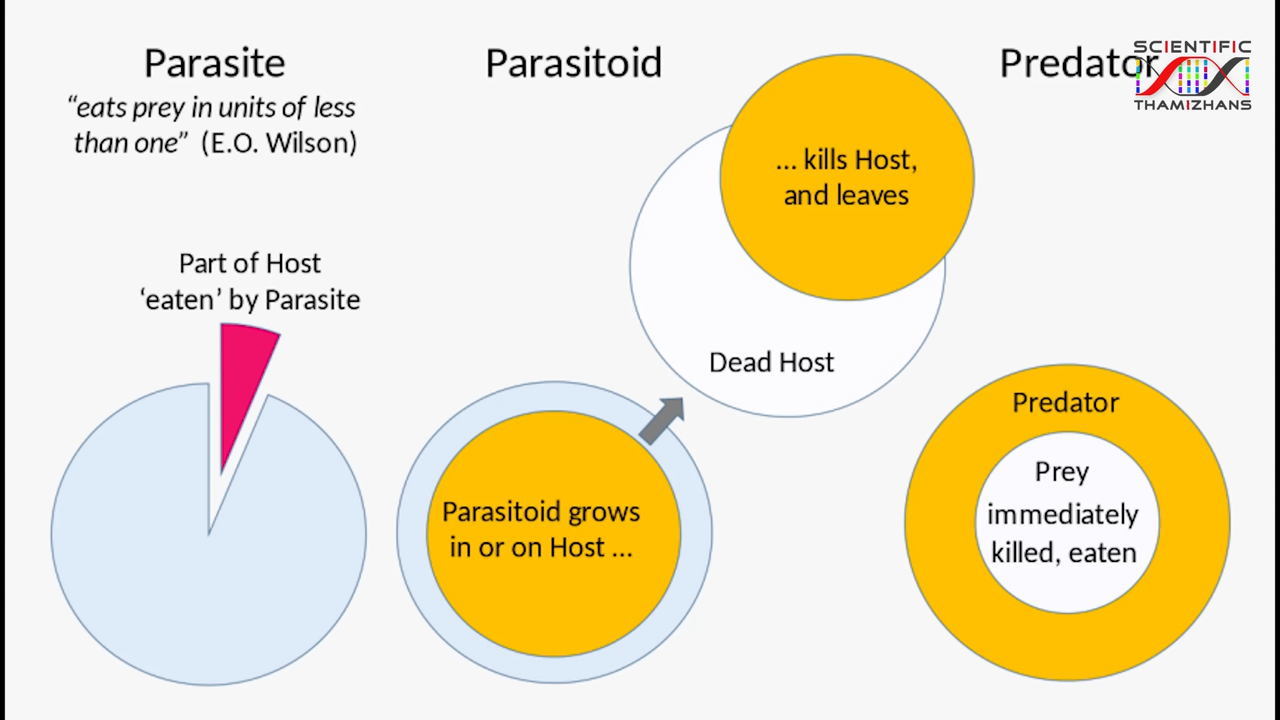 Parasite
“eats prey in units of less
than one” (E.O. Wilson)
Part of Host
‘eaten’ by Parasite
Parasitoid
... kills Host,
and leaves
Dead Host
Parasitoid grows
in or on Host ...
Predator
SCIENTIFIC
THAMIZHANS
Predator
Prey
immediately
killed, eaten